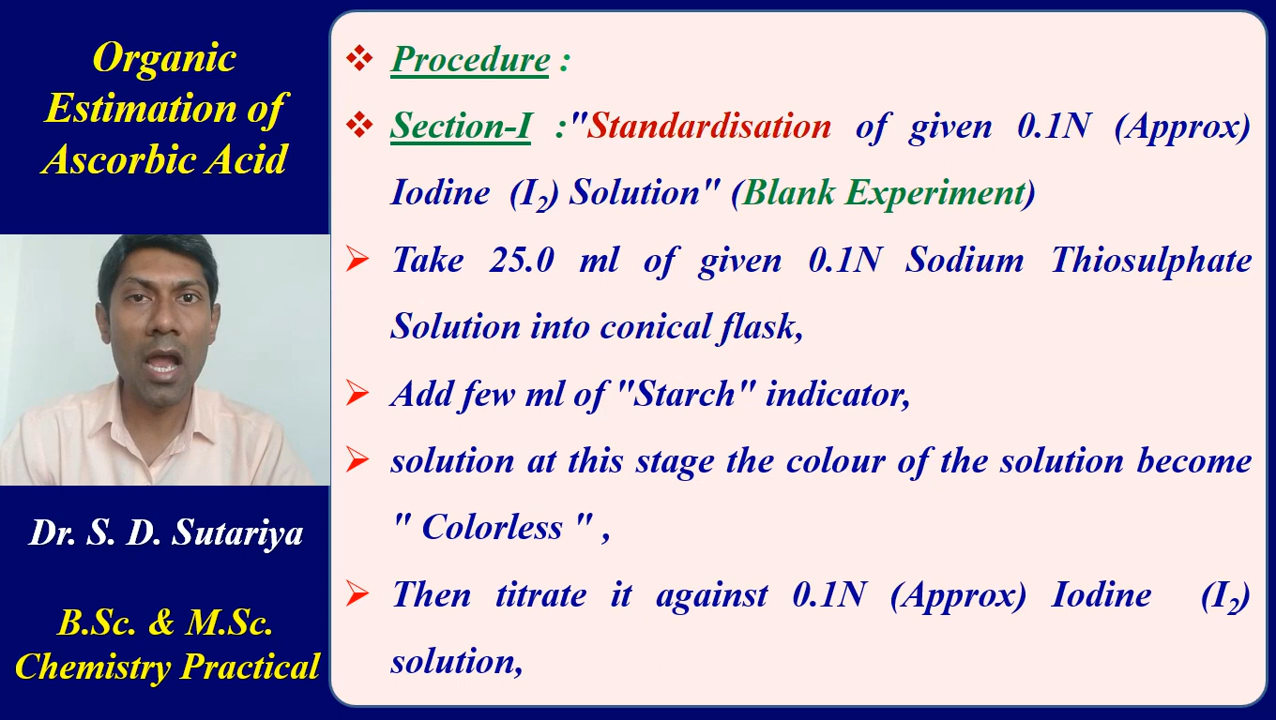 Organic
Estimation of
Ascorbic Acid
Dr. S. D. Sutariya
B.Sc. & M.Sc.
Chemistry Practical
❖ Procedure :
❖ Section-I :"Standardisation of given 0.1N (Approx)
Iodine (I₂) Solution" (Blank Experiment)
➢ Take 25.0 ml of given 0.1N Sodium Thiosulphate
Solution into conical flask,
➢ Add few ml of "Starch" indicator,
➢ solution at this stage the colour of the solution become
" Colorless " ,
➢ Then titrate it against 0.1N (Approx) Iodine (I₂)
solution,